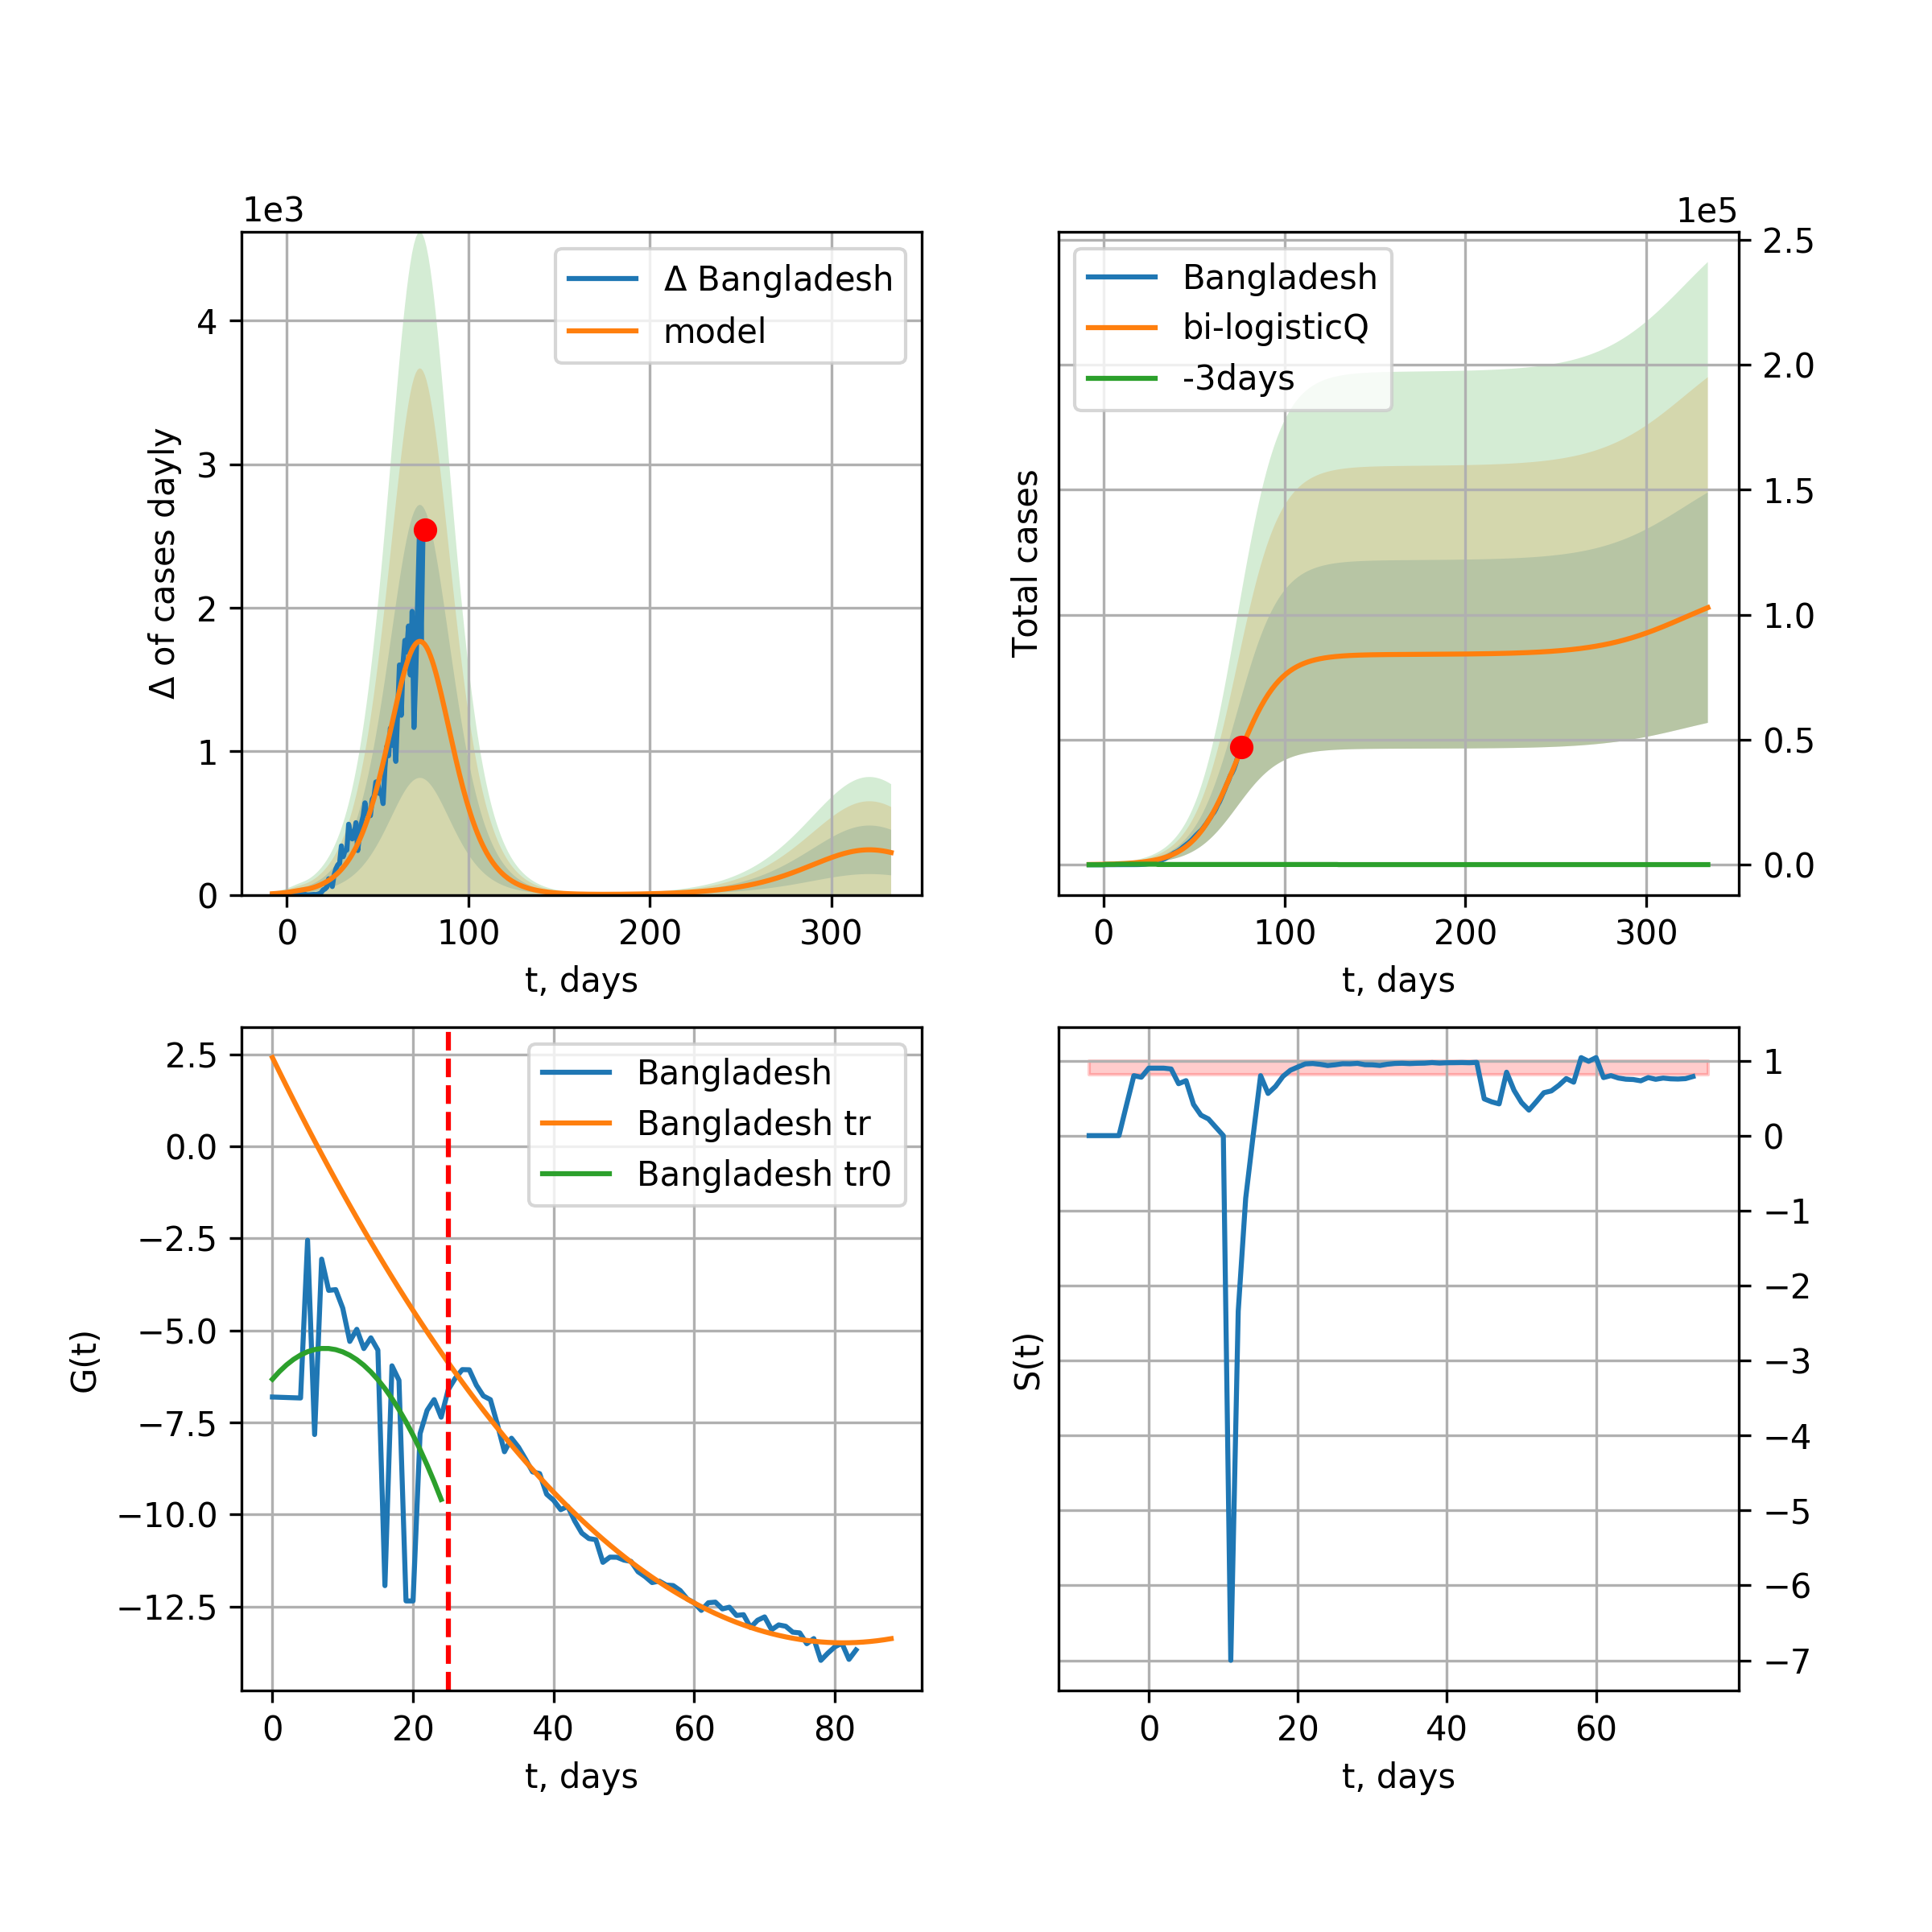 1e3
Δ of cases dayly
4
3
2
1
0
Δ Bangladesh
model
0
100
200
300
t, days
1e5
Total cases
Bangladesh
bi-logisticQ
-3days
2.5
2.0
1.5
1.0
0.5
0.0
0
100
200
300
t, days
G(t)
2.5
0.0
−2.5
−5.0
−7.5
−10.0
−12.5
Bangladesh
Bangladesh tr
Bangladesh tr0
0
20
40
60
80
t, days
S(t)
1
0
−1
−2
−3
−4
−5
−6
−7
0
20
40
60
t, days